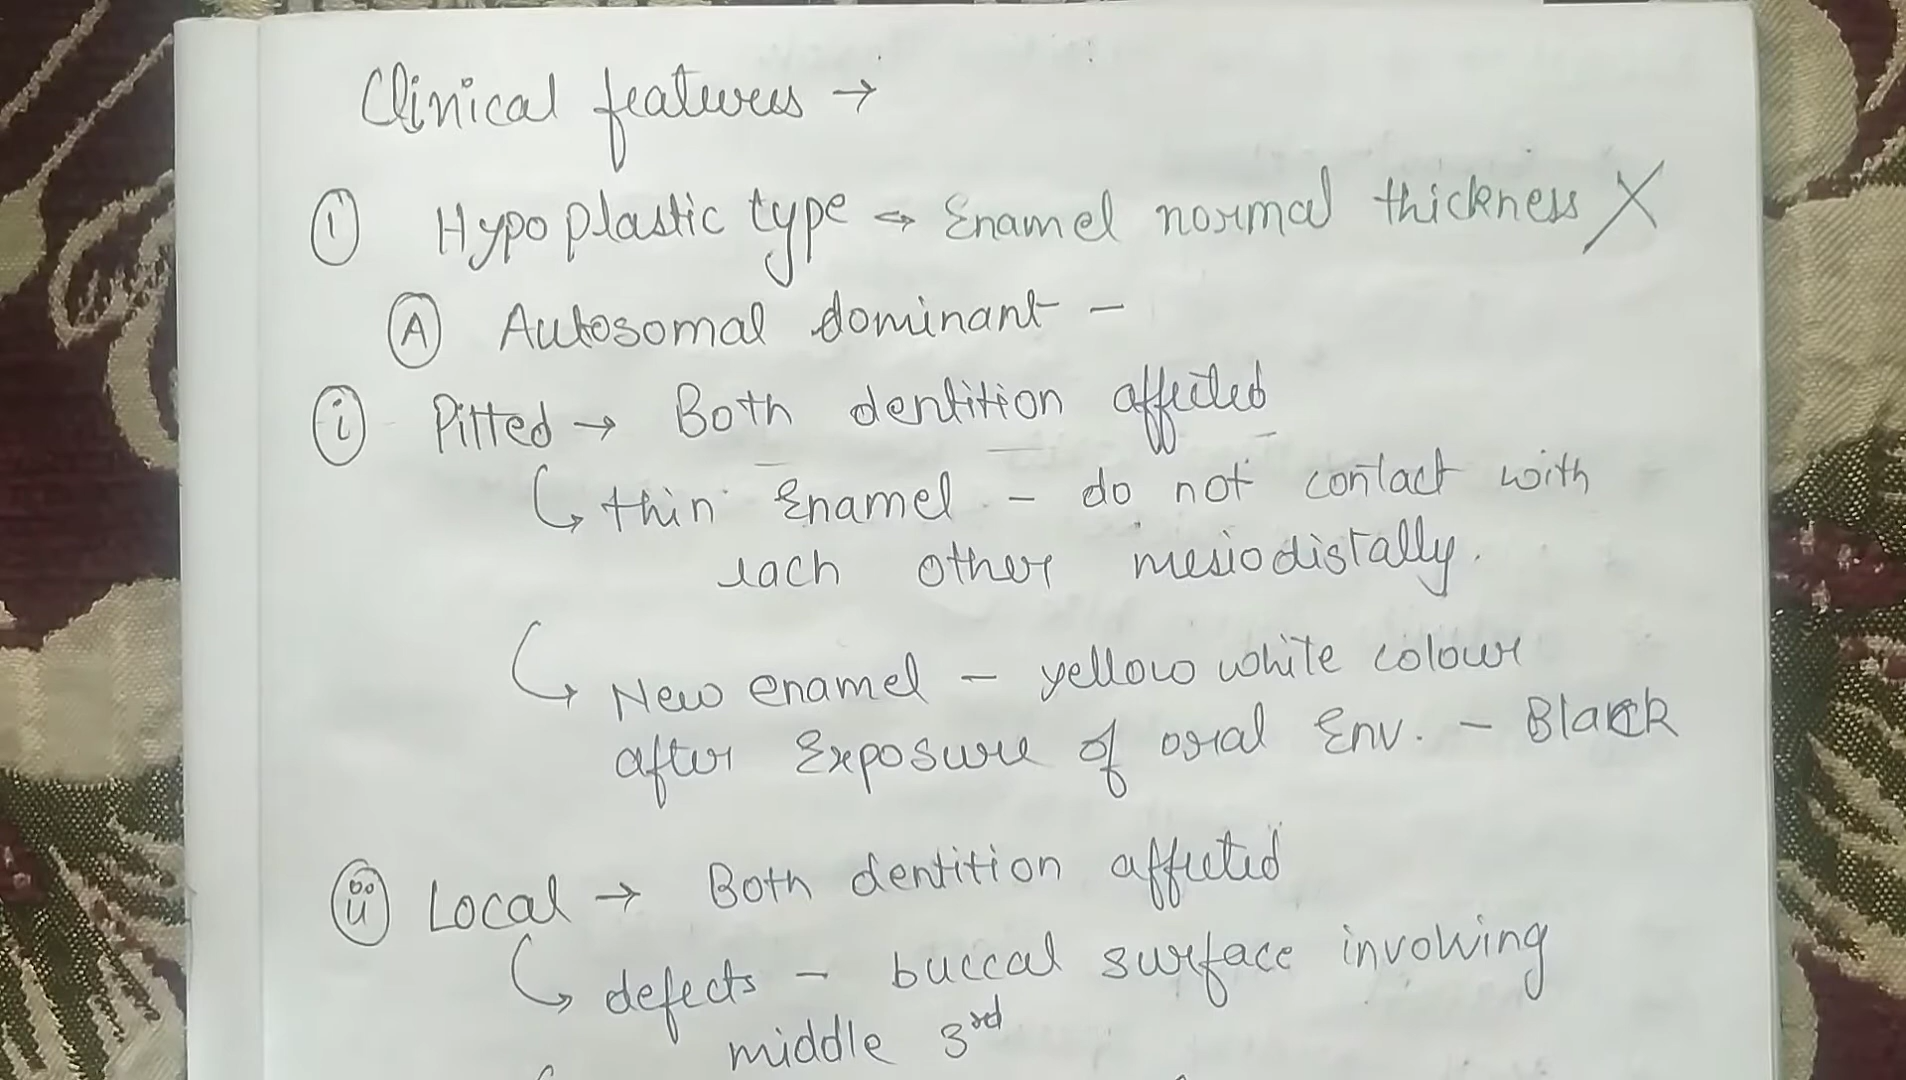 Clinical features →
① Hypoplastic type → Enamel normal thickness X
Ⓐ Autosomal dominant -
ⓘ Pitted → Both dentition affected
↳ thin Enamel - do not contact with
each other mesiodistally.
↳ New enamel - yellow white colour
after Exposure of oral Env. - Black
ii Local → Both dentition affected
↳ defects - buccal surface involving
middle 3rd